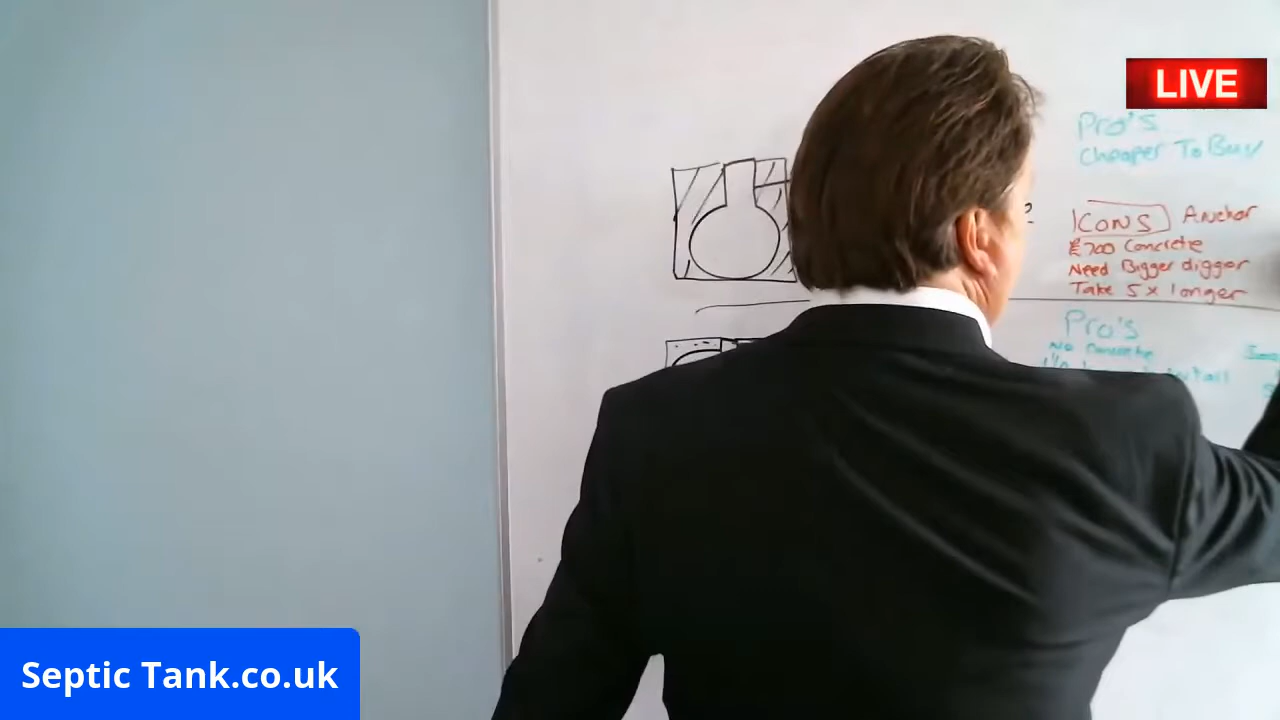 LIVE
Pro's
Cheaper To Buy
CONS Anchor
£700 Concrete
Need Bigger digger
Take 5x longer
Pro's
No
Septic Tank.co.uk